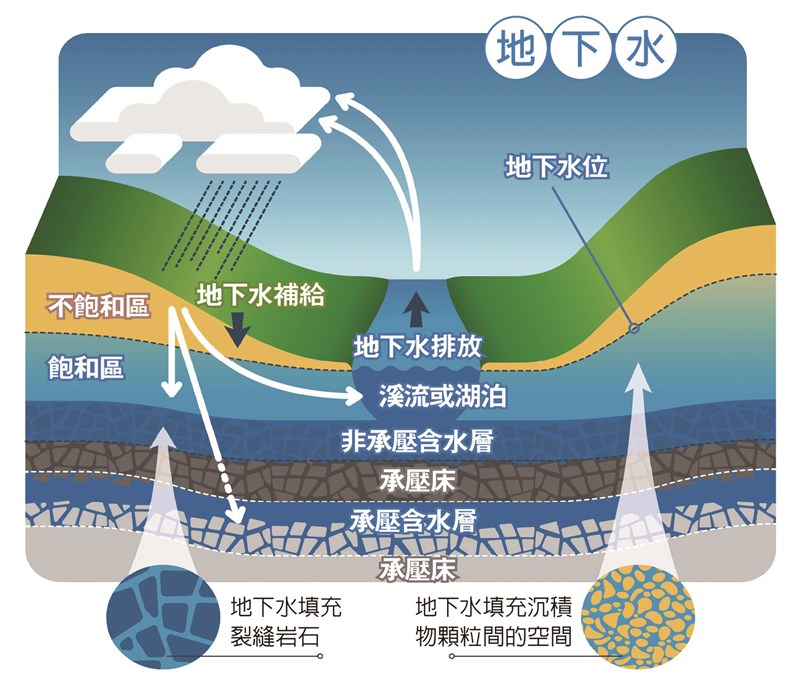 地下水
地下水位
不飽和區
地下水補給
飽和區
地下水排放
溪流或湖泊
非承壓含水層
承壓床
承壓含水層
承壓床
地下水填充
裂縫岩石
地下水填充沉積
物顆粒間的空間